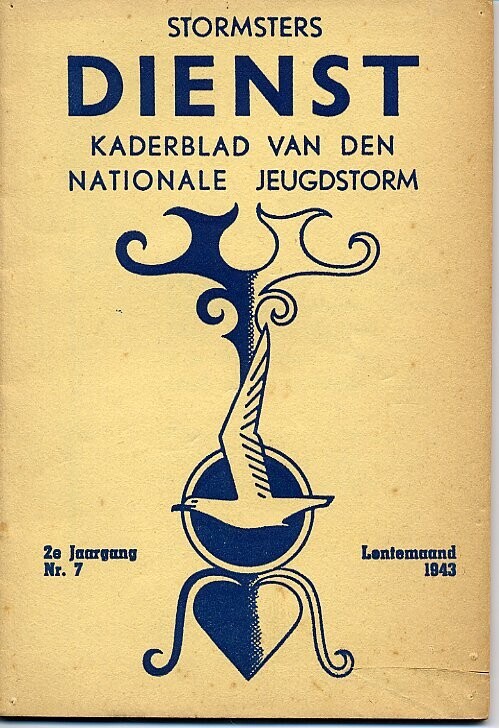 STORMSTERS
DIENST
KADERBLAD VAN DEN
NATIONALE JEUGDSTORM
2e Jaargang
Nr. 7
Lentemaand
1943